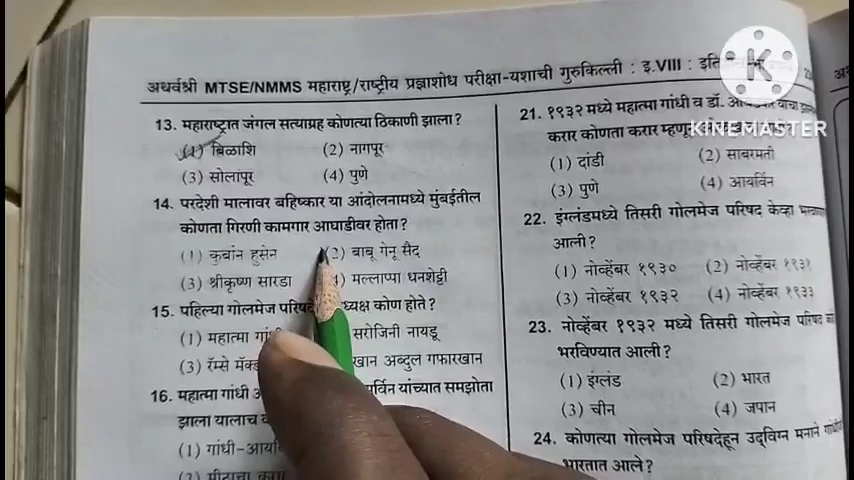 अथर्वश्री MTSE/NMMS महाराष्ट्र/राष्ट्रीय प्रज्ञाशोध परीक्षा-यशाची गुरुकिल्ली : इ.VIII :
KINEMASTER
13. महाराष्ट्रात जंगल सत्याग्रह कोणत्या ठिकाणी झाला?
(1) बिळाशि (2) नागपूर
(3) सोलापूर (4) पुणे
14. परदेशी मालावर बहिष्कार या आंदोलनामध्ये मुंबईतील
कोणता गिरणी कामगार आघाडीवर होता?
(1) कुर्बान हुसेन (2) बाबू गेनू सैद
(3) श्रीकृष्ण सारडा मल्लाप्पा धनशेट्टी
15. पहिल्या गोलमेज कोण होते?
(1) महात्मा सरोजिनी नायडू
(3) रॅम्से खान अब्दुल गफारखान
16. महात्मा गांधी यांच्यात समझोता
झाला यालाच
(1)
21. १९३२ मध्ये महात्मा गांधी व डॉ.
करार कोणता करार म्हणून
(1) दांडी (2) साबरमती
(3) पुणे (4) आयर्विन
22. इंग्लंडमध्ये तिसरी गोलमेज परिषद केव्हा
आली?
(1) नोव्हेंबर १९३० (2) नोव्हेंबर १९३१
(3) नोव्हेंबर १९३२ (4) नोव्हेंबर १९३३
23. नोव्हेंबर १९३२ मध्ये तिसरी गोलमेज परिषद
भरविण्यात आली?
(1) इंग्लंड (2) भारत
(3) चीन (4) जपान
24. कोणत्या गोलमेज परिषदेहून उद्विग्न मनाने
भारतात आले?